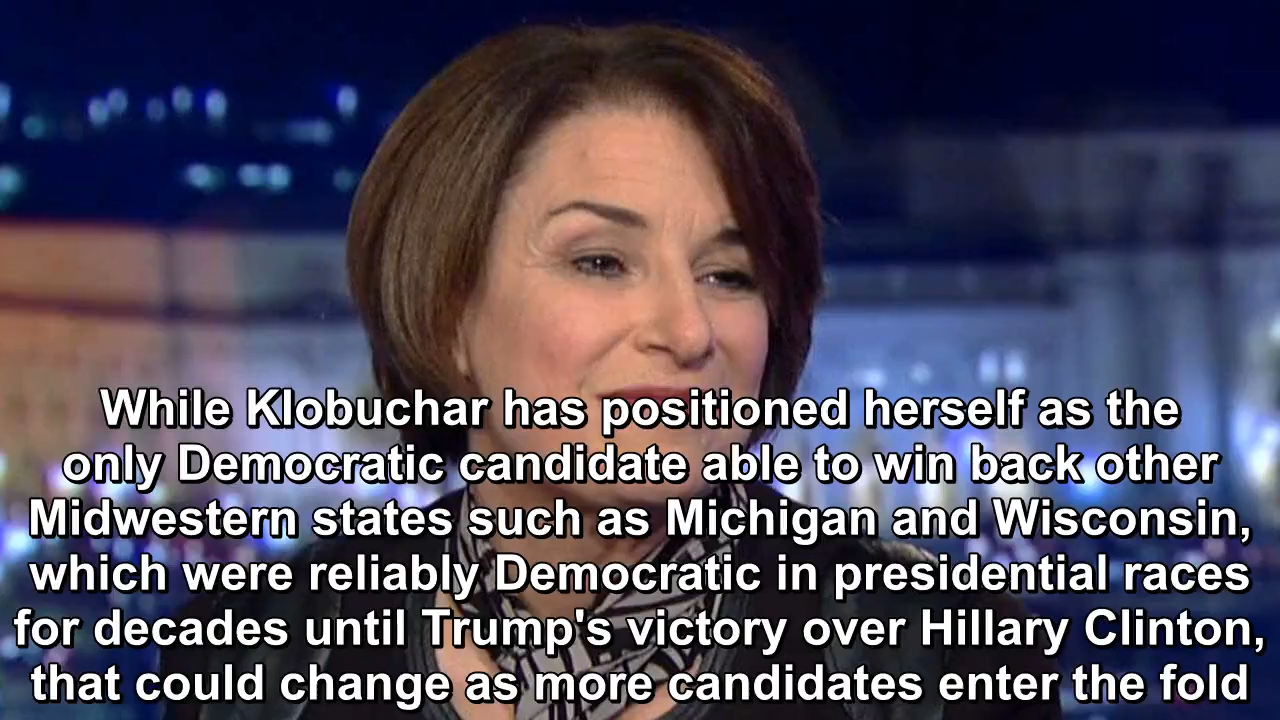 While Klobuchar has positioned herself as the
only Democratic candidate able to win back other
Midwestern states such as Michigan and Wisconsin,
which were reliably Democratic in presidential races
for decades until Trump's victory over Hillary Clinton,
that could change as more candidates enter the fold